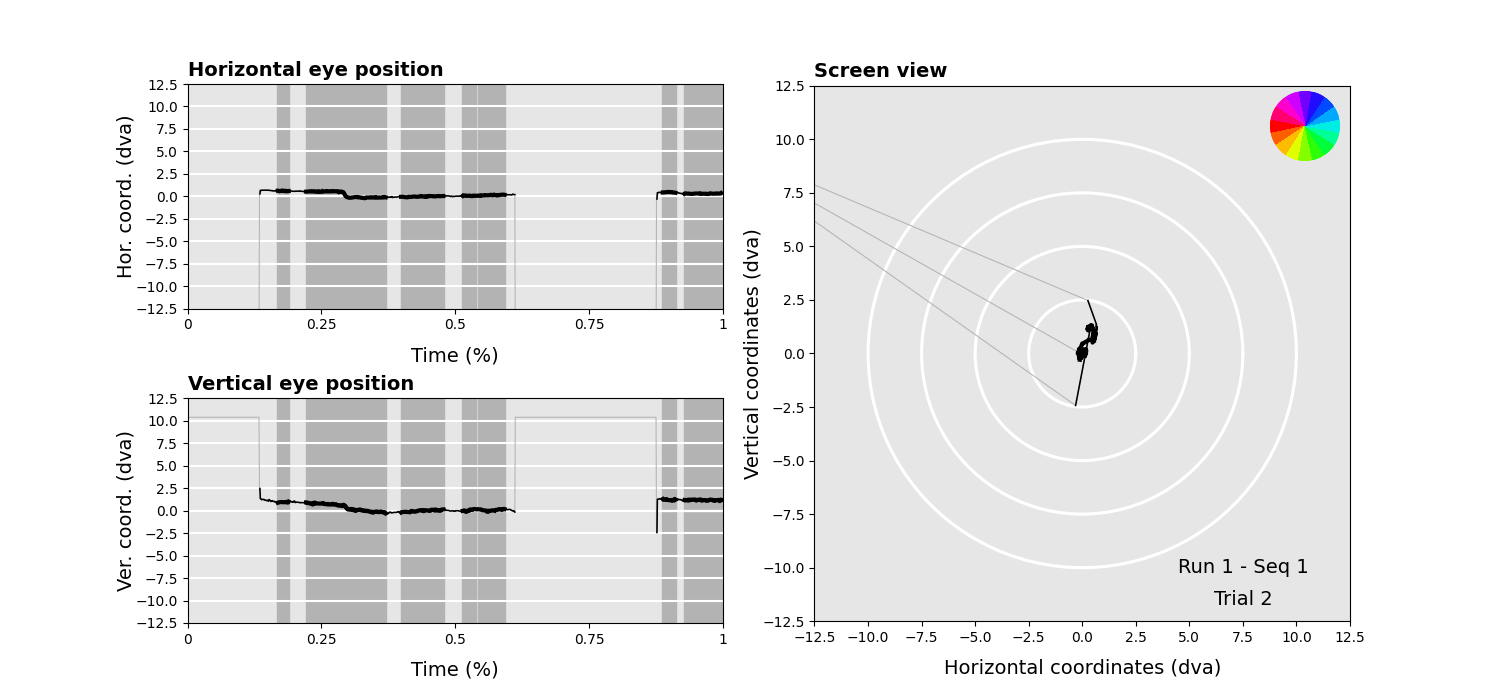 Horizontal eye position
12.5
10.0
7.5
5.0
2.5
0.0
−2.5
−5.0
−7.5
−10.0
−12.5
Hor. coord. (dva)
0 0.25 0.5 0.75 1
Time (%)
Vertical eye position
12.5
10.0
7.5
5.0
2.5
0.0
−2.5
−5.0
−7.5
−10.0
−12.5
Ver. coord. (dva)
0 0.25 0.5 0.75 1
Time (%)
Screen view
12.5
10.0
7.5
5.0
2.5
0.0
−2.5
−5.0
−7.5
−10.0
−12.5
Vertical coordinates (dva)
Run 1 - Seq 1
Trial 2
−12.5 −10.0 −7.5 −5.0 −2.5 0.0 2.5 5.0 7.5 10.0 12.5
Horizontal coordinates (dva)